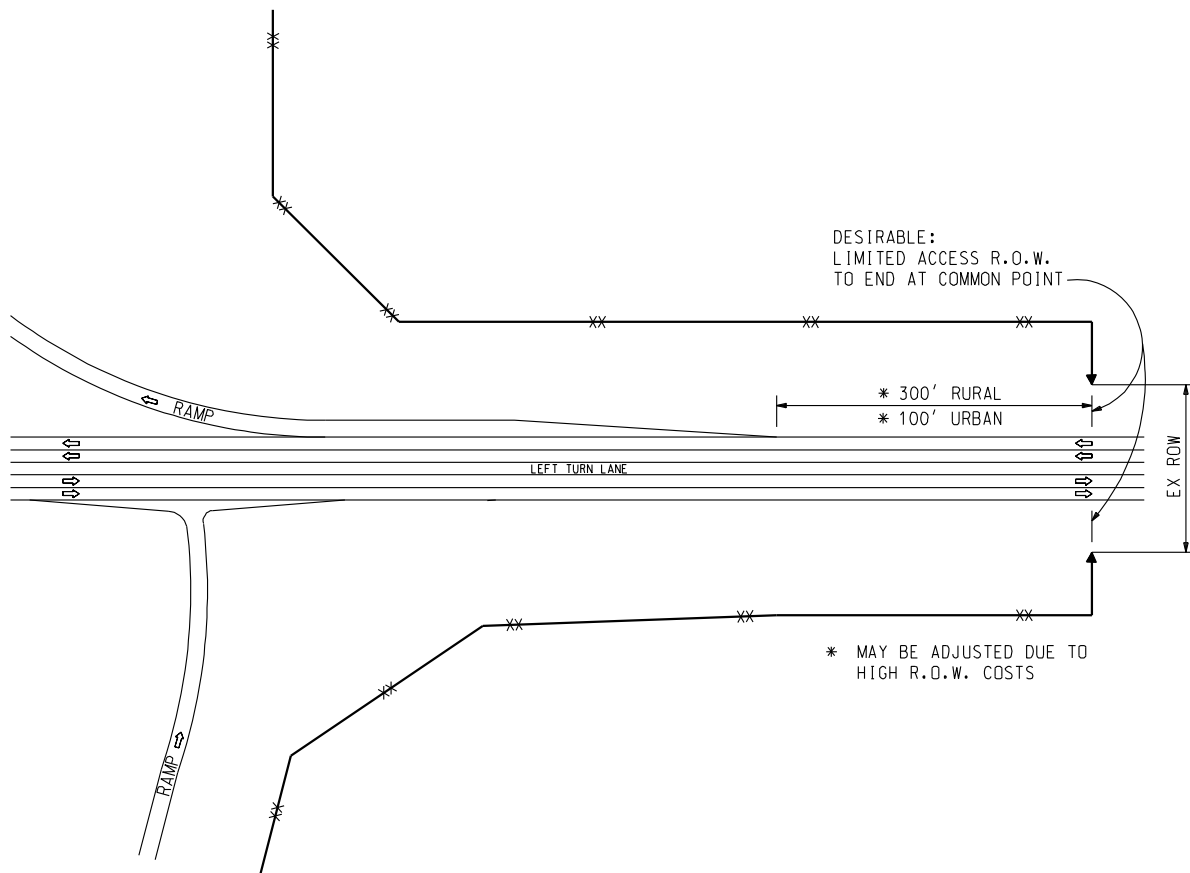 DESIRABLE:
LIMITED ACCESS R.O.W.
TO END AT COMMON POINT
* 300' RURAL
* 100' URBAN
RAMP
LEFT TURN LANE
EX ROW
* MAY BE ADJUSTED DUE TO
HIGH R.O.W. COSTS
RAMP